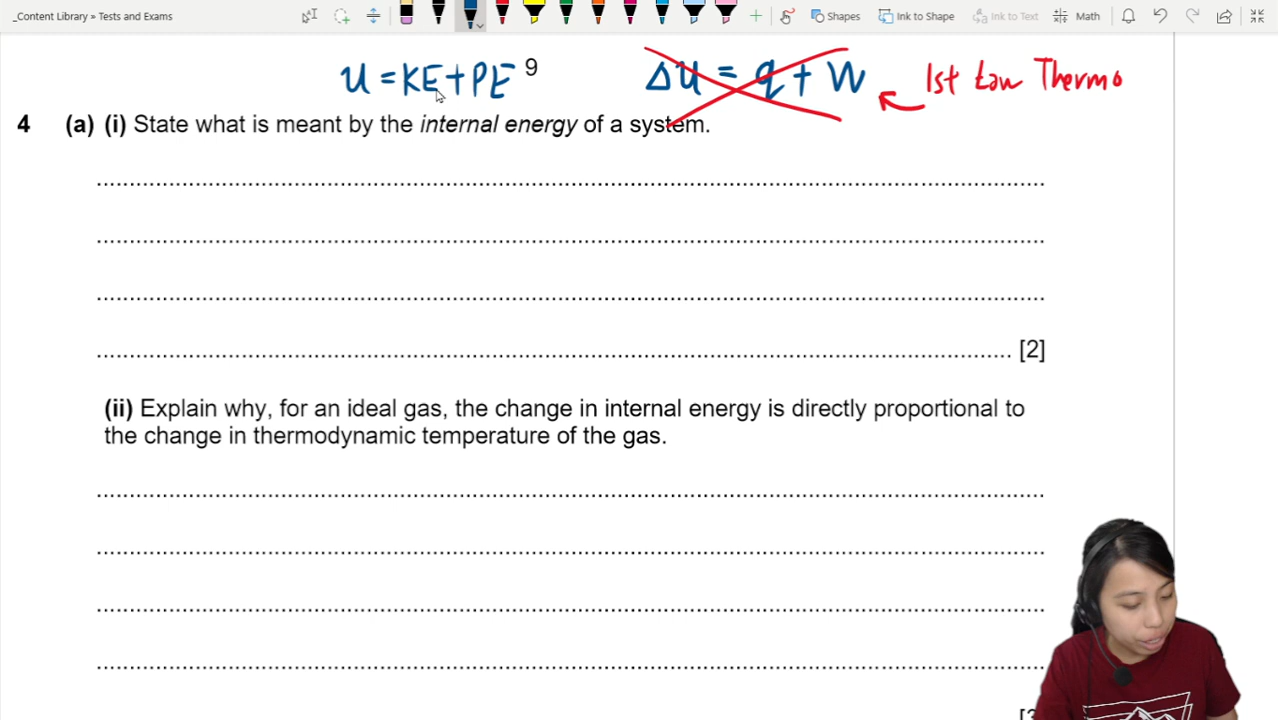 _Content Library » Tests and Exams
Shapes
Ink to Shape
Ink to Text
Math
U = KE + PE 9 ΔU = q + W 1st Law Thermo
4 (a) (i) State what is meant by the internal energy of a system.
[2]
(ii) Explain why, for an ideal gas, the change in internal energy is directly proportional to
the change in thermodynamic temperature of the gas.